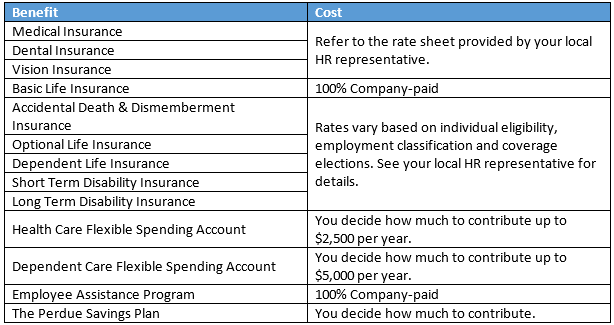 Benefit Cost
Medical Insurance
Dental Insurance
Vision Insurance
Refer to the rate sheet provided by your local
HR representative.
Basic Life Insurance 100% Company-paid
Accidental Death & Dismemberment
Insurance
Optional Life Insurance
Dependent Life Insurance
Short Term Disability Insurance
Long Term Disability Insurance
Rates vary based on individual eligibility,
employment classification and coverage
elections. See your local HR representative for
details.
Health Care Flexible Spending Account
You decide how much to contribute up to
$2,500 per year.
Dependent Care Flexible Spending Account
You decide how much to contribute up to
$5,000 per year.
Employee Assistance Program 100% Company-paid
The Perdue Savings Plan You decide how much to contribute.